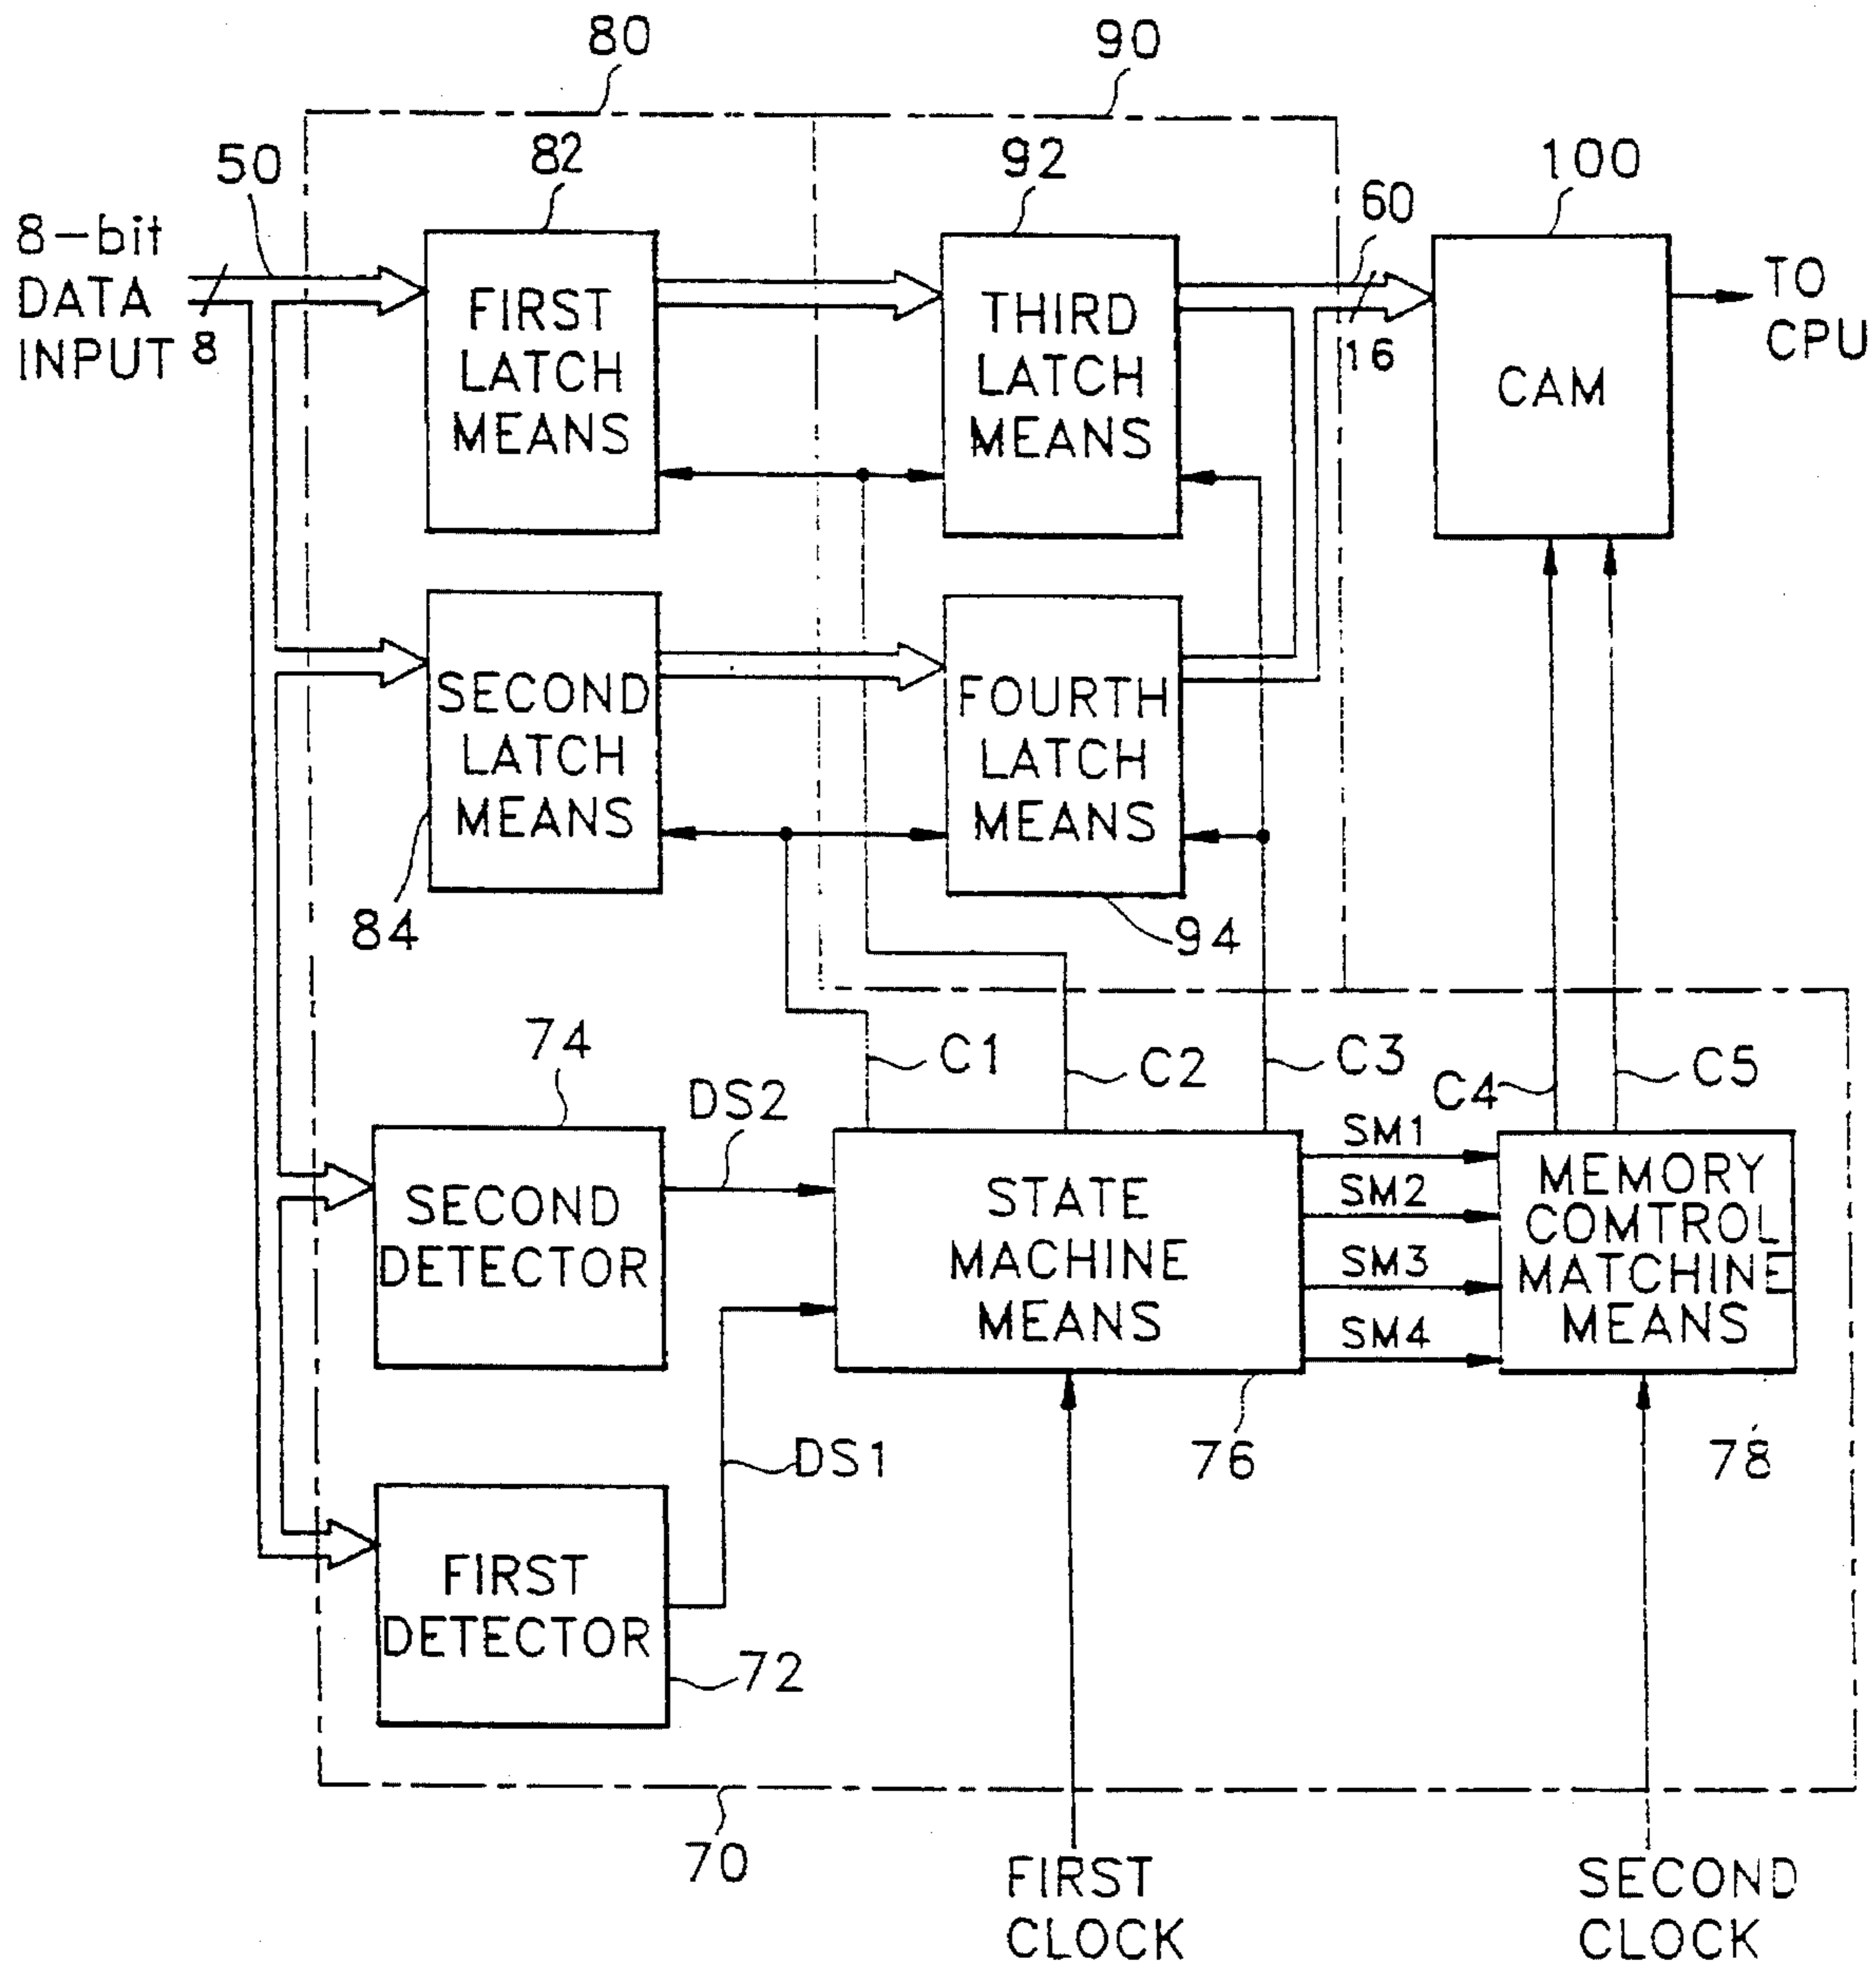 80
90
50
82
92
100
60
8-bit
DATA
INPUT
8
FIRST
LATCH
MEANS
THIRD
LATCH
MEANS
16
CAM
TO
CPU
SECOND
LATCH
MEANS
FOURTH
LATCH
MEANS
84
94
74
DS2
C1
C2
C3
C4
C5
SECOND
DETECTOR
STATE
MACHINE
MEANS
SM1
SM2
SM3
SM4
MEMORY
COMTROL
MATCHINE
MEANS
DS1
76
78
FIRST
DETECTOR
72
70
FIRST
CLOCK
SECOND
CLOCK